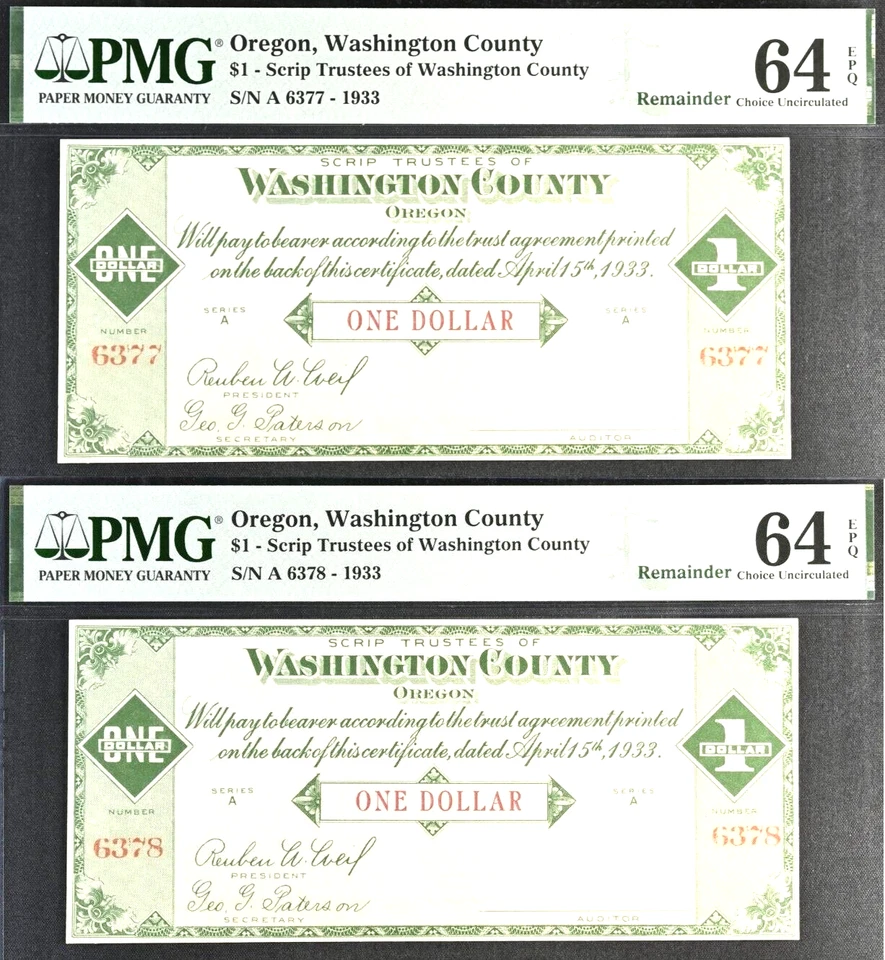 PMG® Oregon, Washington County 64 EPQ
$1 - Scrip Trustees of Washington County
PAPER MONEY GUARANTY S/N A 6377 - 1933 Remainder Choice Uncirculated
SCRIP TRUSTEES OF
WASHINGTON COUNTY
OREGON
Will pay to bearer according to the trust agreement printed
on the back of this certificate, dated April 15th, 1933.
ONE DOLLAR
1 DOLLAR
SERIES A
ONE DOLLAR
SERIES A
NUMBER
6377
NUMBER
6377
Reuben W. Weil
PRESIDENT
Geo. G. Paterson
SECRETARY
AUDITOR
PMG® Oregon, Washington County 64 EPQ
$1 - Scrip Trustees of Washington County
PAPER MONEY GUARANTY S/N A 6378 - 1933 Remainder Choice Uncirculated
SCRIP TRUSTEES OF
WASHINGTON COUNTY
OREGON
Will pay to bearer according to the trust agreement printed
on the back of this certificate, dated April 15th, 1933.
ONE DOLLAR
1 DOLLAR
SERIES A
ONE DOLLAR
SERIES A
NUMBER
6378
NUMBER
6378
Reuben W. Weil
PRESIDENT
Geo. G. Paterson
SECRETARY
AUDITOR